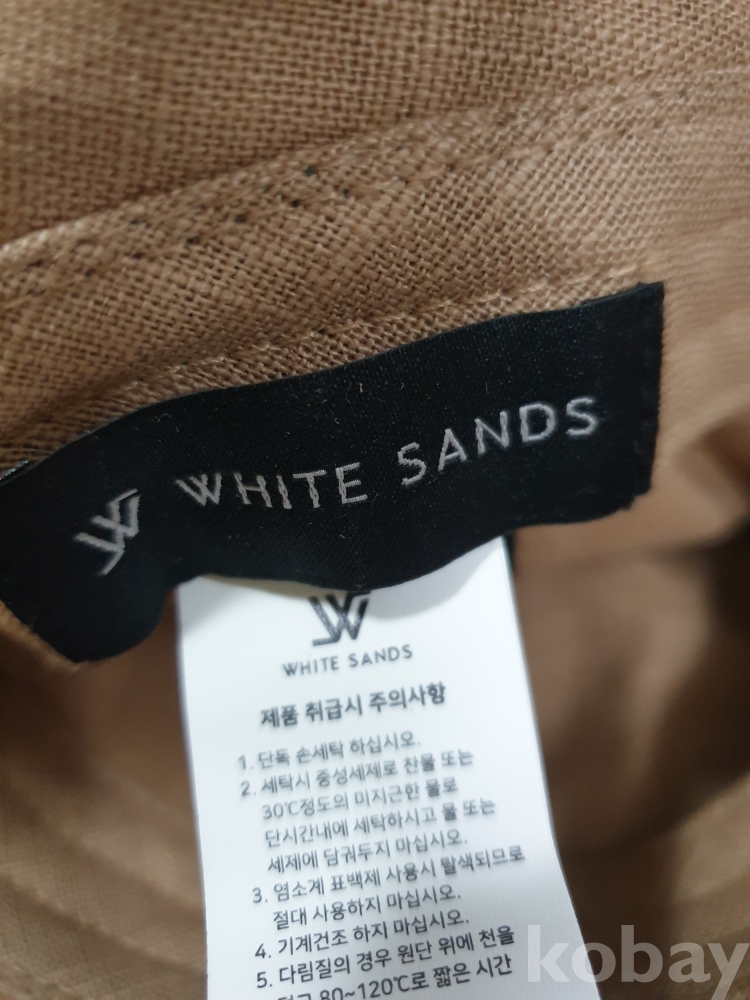 WHITE SANDS
WHITE SANDS
제품 취급시 주의사항
1. 단독 손세탁 하십시오.
2. 세탁시 중성세제로 찬물 또는
30℃정도의 미지근한 물로
단시간내에 세탁하시고 물 또는
세제에 담궈두지 마십시오.
3. 염소계 표백제 사용시 탈색되므로
절대 사용하지 마십시오.
4. 기계건조 하지 마십시오.
5. 다림질의 경우 원단 위에 천을
80~120℃로 짧은 시간
kobay